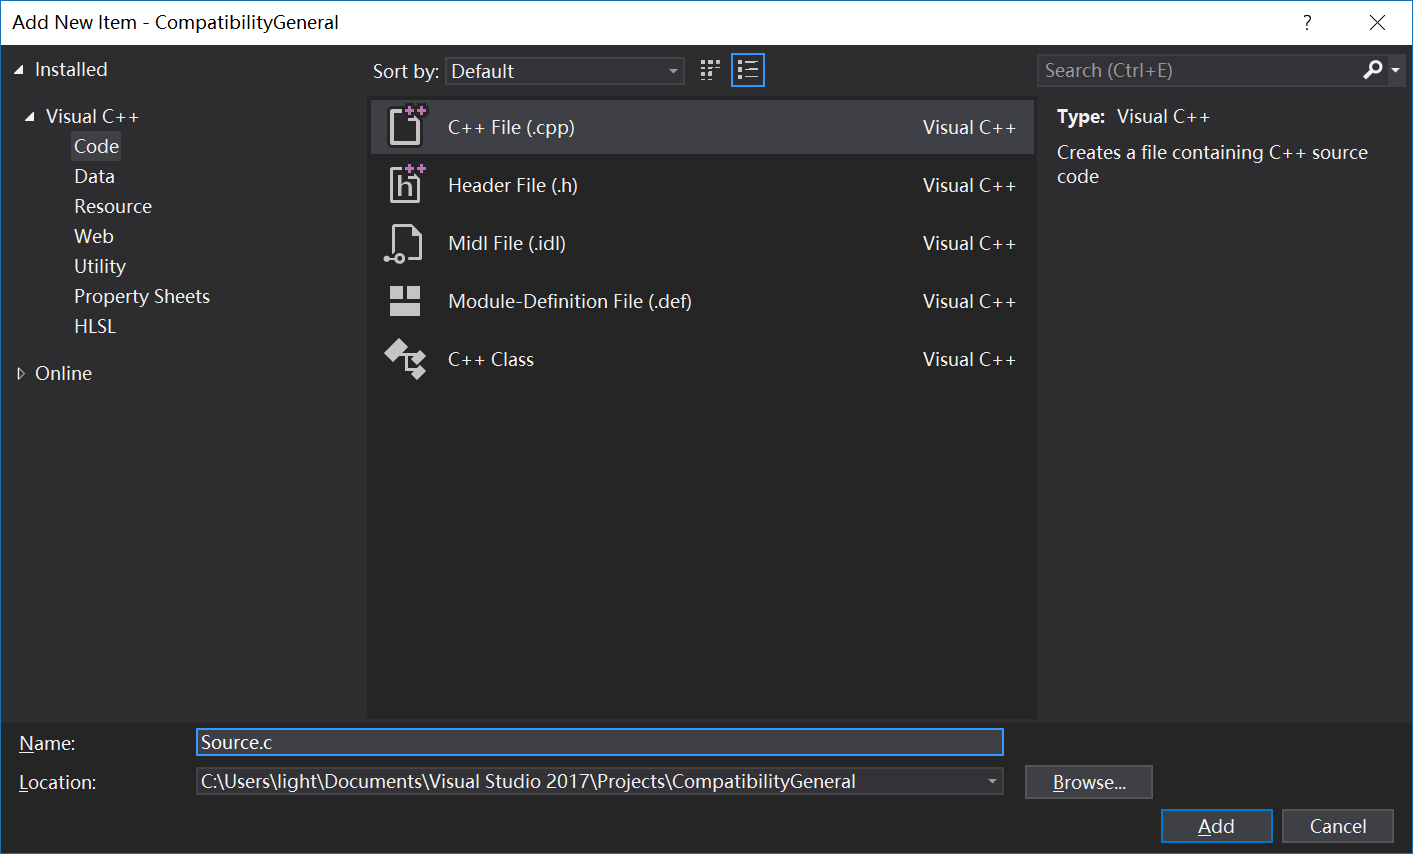 Add New Item - CompatibilityGeneral
?
Installed
Visual C++
Code
Data
Resource
Web
Utility
Property Sheets
HLSL
Online
Sort by: Default
C++ File (.cpp) Visual C++
Header File (.h) Visual C++
Midl File (.idl) Visual C++
Module-Definition File (.def) Visual C++
C++ Class Visual C++
Search (Ctrl+E)
Type: Visual C++
Creates a file containing C++ source
code
Name: Source.c
Location: C:\Users\light\Documents\Visual Studio 2017\Projects\CompatibilityGeneral
Browse...
Add Cancel